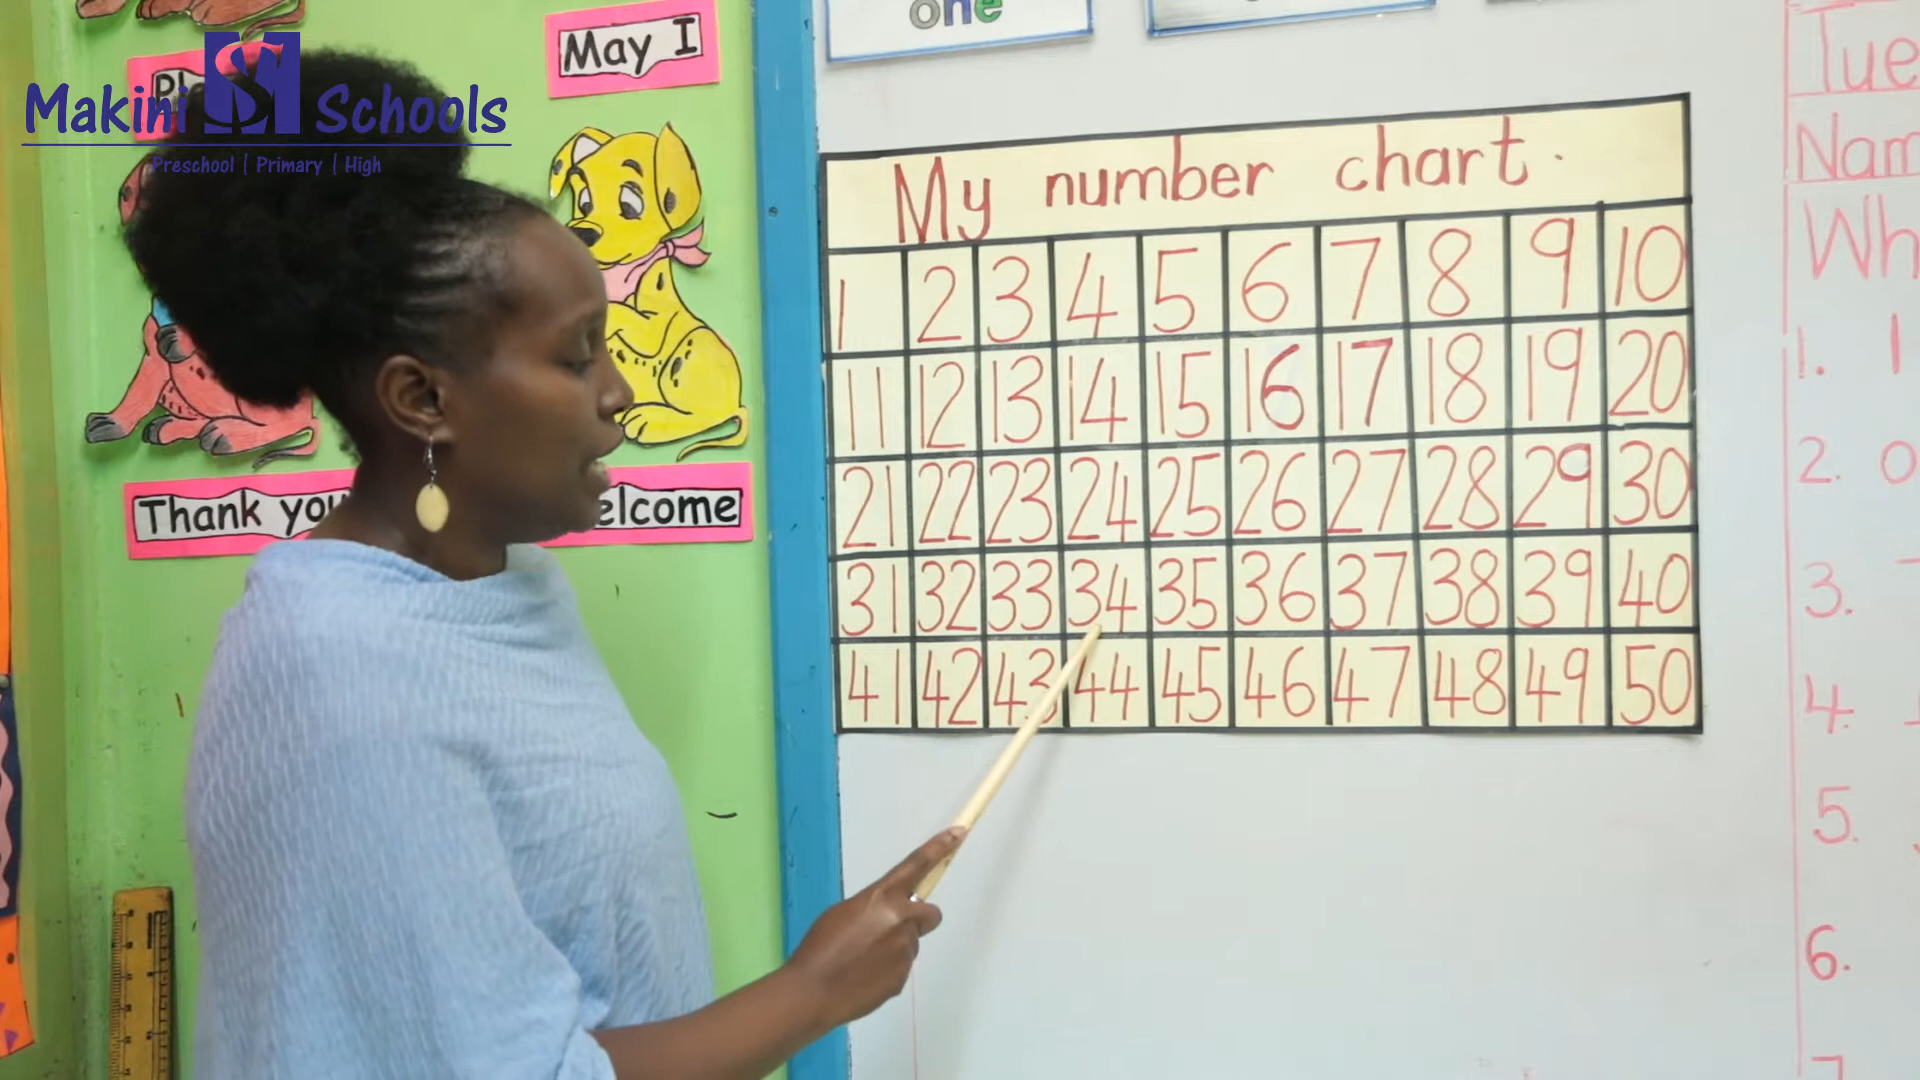 Makini Schools
Preschool | Primary | High
May I
Thank you
elcome
one
My number chart.
1 2 3 4 5 6 7 8 9 10
11 12 13 14 15 16 17 18 19 20
21 22 23 24 25 26 27 28 29 30
31 32 33 34 35 36 37 38 39 40
41 42 43 44 45 46 47 48 49 50
Tue
Nam
Wh
1. 1
2. 0
3.
4.
5.
6.